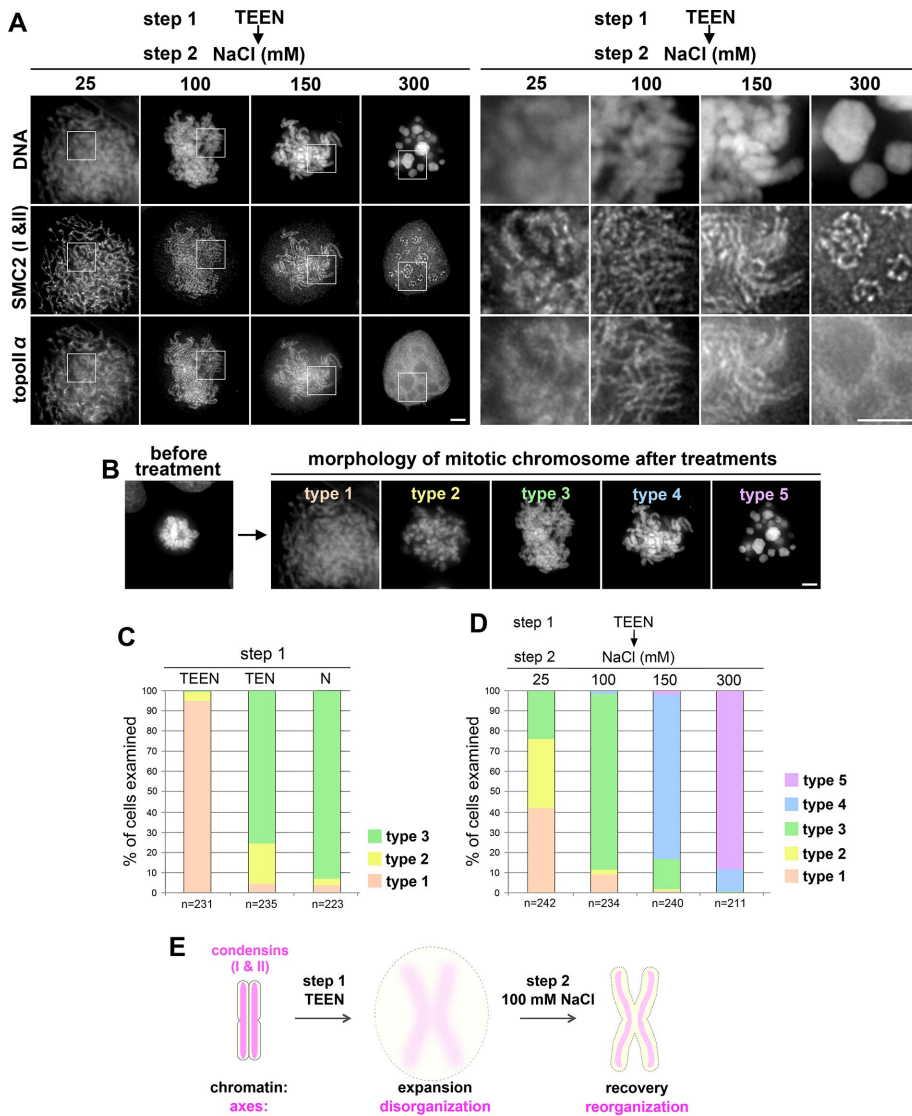 A
step 1 TEEN
step 2 NaCl (mM)
25 100 150 300
step 1 TEEN
step 2 NaCl (mM)
25 100 150 300
DNA
SMC2 (I &II)
topoII α
B
before
treatment
morphology of mitotic chromosome after treatments
type 1 type 2 type 3 type 4 type 5
C
step 1
TEEN TEN N
% of cells examined
100
90
80
70
60
50
40
30
20
10
0
n=231 n=235 n=223
type 3
type 2
type 1
D
step 1 TEEN
step 2 NaCl (mM)
25 100 150 300
% of cells examined
100
90
80
70
60
50
40
30
20
10
0
n=242 n=234 n=240 n=211
type 5
type 4
type 3
type 2
type 1
E
condensins
(I & II)
step 1
TEEN
step 2
100 mM NaCl
chromatin: expansion recovery
axes: disorganization reorganization